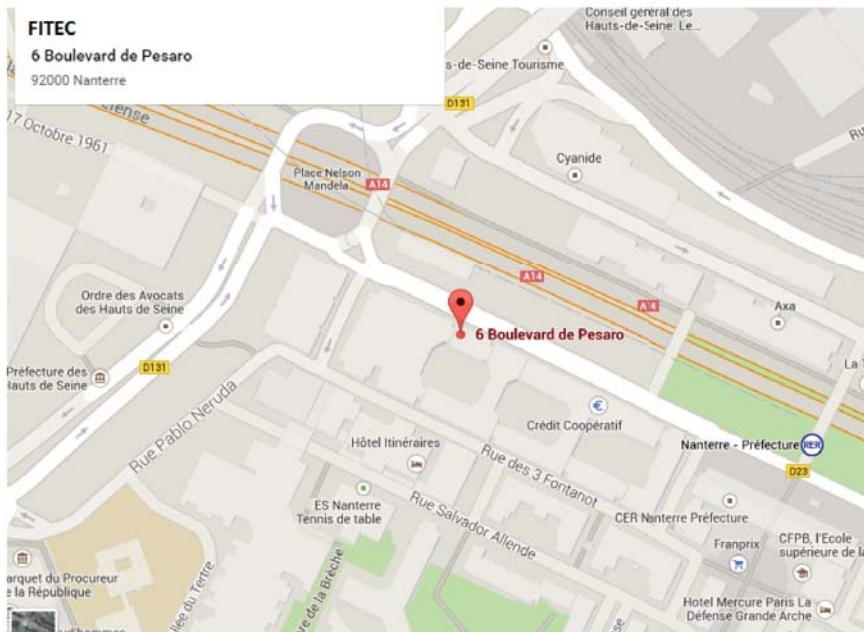 FITEC
6 Boulevard de Pesaro
92000 Nanterre
Conseil général des
Hauts-de-Seine. Le...
s-de-Seine Tourisme
D131
17 Octobre 1961
Cyanide
Place Nelson
Mandela
A14
A14
A14
Ordre des Avocats
des Hauts de Seine
Axa
6 Boulevard de Pesaro
Préfecture des
Hauts de Seine
D131
La
Rue Pablo Neruda
Crédit Coopératif
Hôtel Itinéraires
Nanterre - Préfecture
RER
D23
Rue des 3 Fontanot
ES Nanterre
Tennis de table
Rue Salvador Allende
CER Nanterre Préfecture
CFPB, l'Ecole
supérieure de la
Franprix
arquet du Procureur
e la République
Hotel Mercure Paris La
Défense Grande Arche